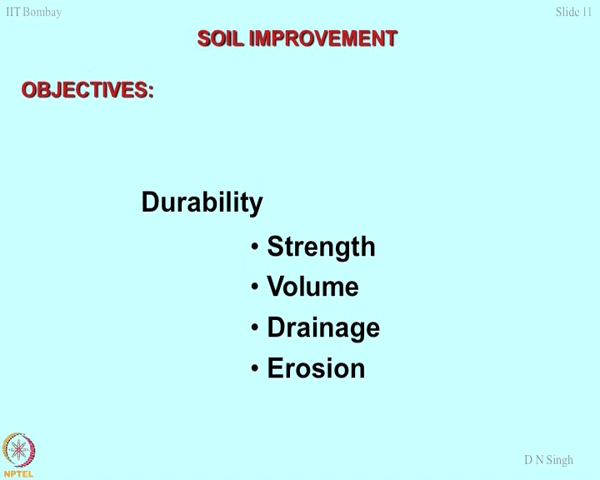 IIT Bombay
Slide 11
SOIL IMPROVEMENT
OBJECTIVES:
Durability
• Strength
• Volume
• Drainage
• Erosion
NPTEL
D N Singh